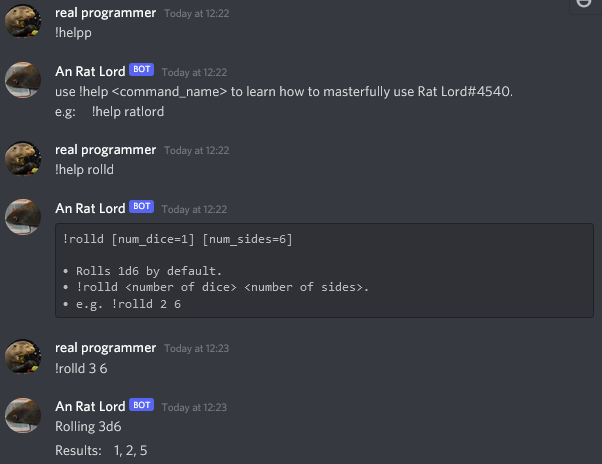 real programmer Today at 12:22
!helpp
An Rat Lord BOT Today at 12:22
use !help <command_name> to learn how to masterfully use Rat Lord#4540.
e.g: !help ratlord
real programmer Today at 12:22
!help rolld
An Rat Lord BOT Today at 12:22
!rolld [num_dice=1] [num_sides=6]
• Rolls 1d6 by default.
• !rolld <number of dice> <number of sides>.
• e.g. !rolld 2 6
real programmer Today at 12:23
!rolld 3 6
An Rat Lord BOT Today at 12:23
Rolling 3d6
Results: 1, 2, 5